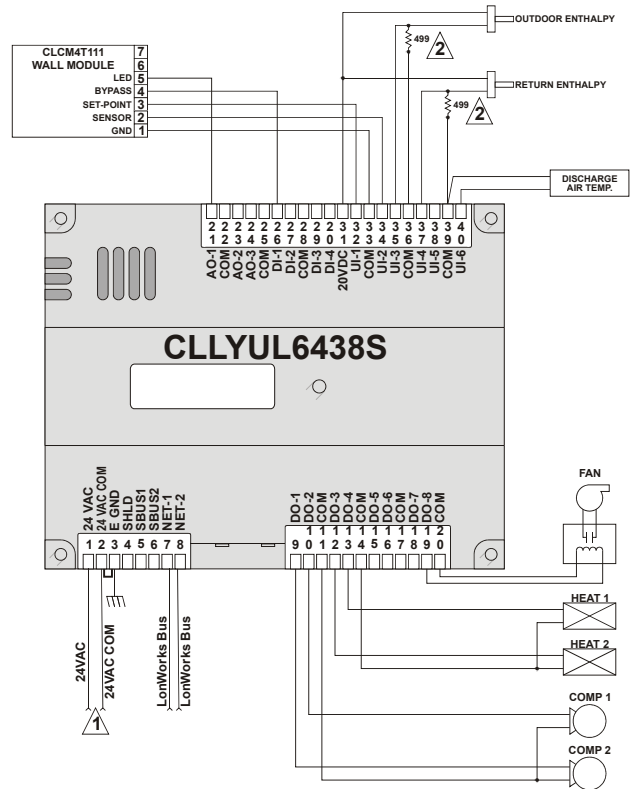 OUTDOOR ENTHALPY
499
2
RETURN ENTHALPY
499
2
CLCM4T111
WALL MODULE
7
6
LED 5
BYPASS 4
SET-POINT 3
SENSOR 2
GND 1
DISCHARGE
AIR TEMP.
21 22 23 24 25 26 27 28 29 20 31 32 33 34 35 36 37 38 39 40
AO-1 COM AO-2 AO-3 COM DI-1 DI-2 COM DI-3 DI-4 20VDC UI-1 COM UI-2 UI-3 COM UI-4 UI-5 COM UI-6
CLLYUL6438S
24 VAC
24 VAC COM
E GND
SHLD
SBUS1
SBUS2
NET-1
NET-2
1 2 3 4 5 6 7 8
DO-1 DO-2 COM DO-3 DO-4 COM DO-5 DO-6 COM DO-7 DO-8 COM
9 10 11 12 13 14 15 16 17 18 19 20
FAN
HEAT 1
HEAT 2
COMP 1
COMP 2
24VAC
24VAC COM
LonWorks Bus
LonWorks Bus
1